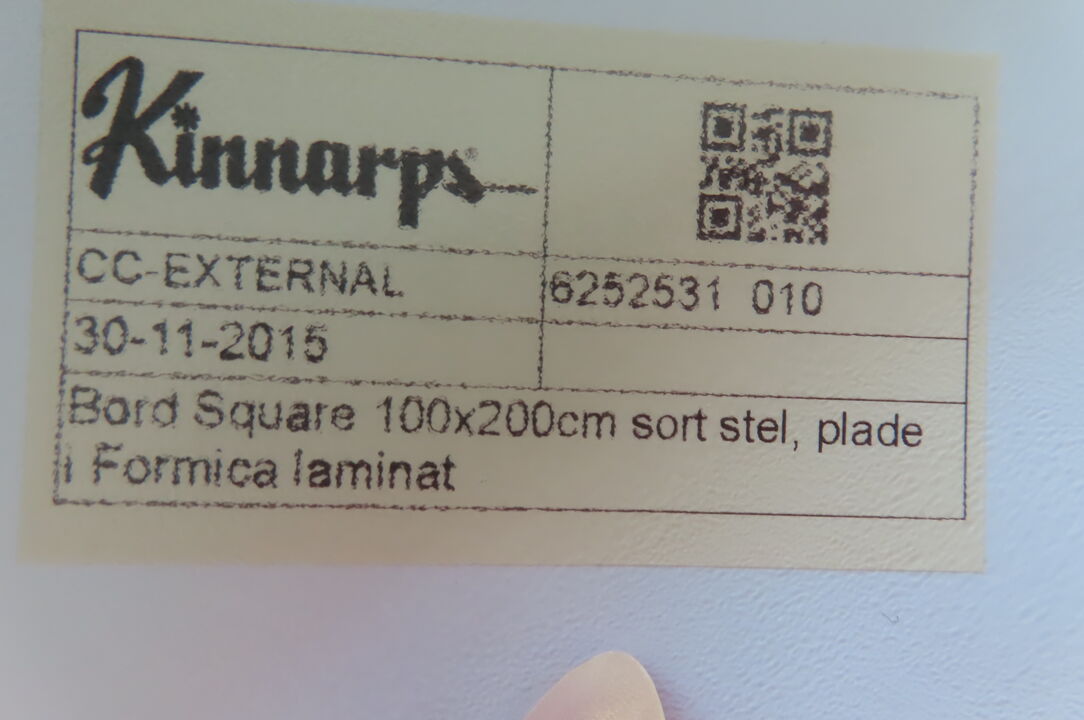 Kinnarps
CC-EXTERNAL
6252531 010
30-11-2015
Bord Square 100x200cm sort stel, plade
i Formica laminat